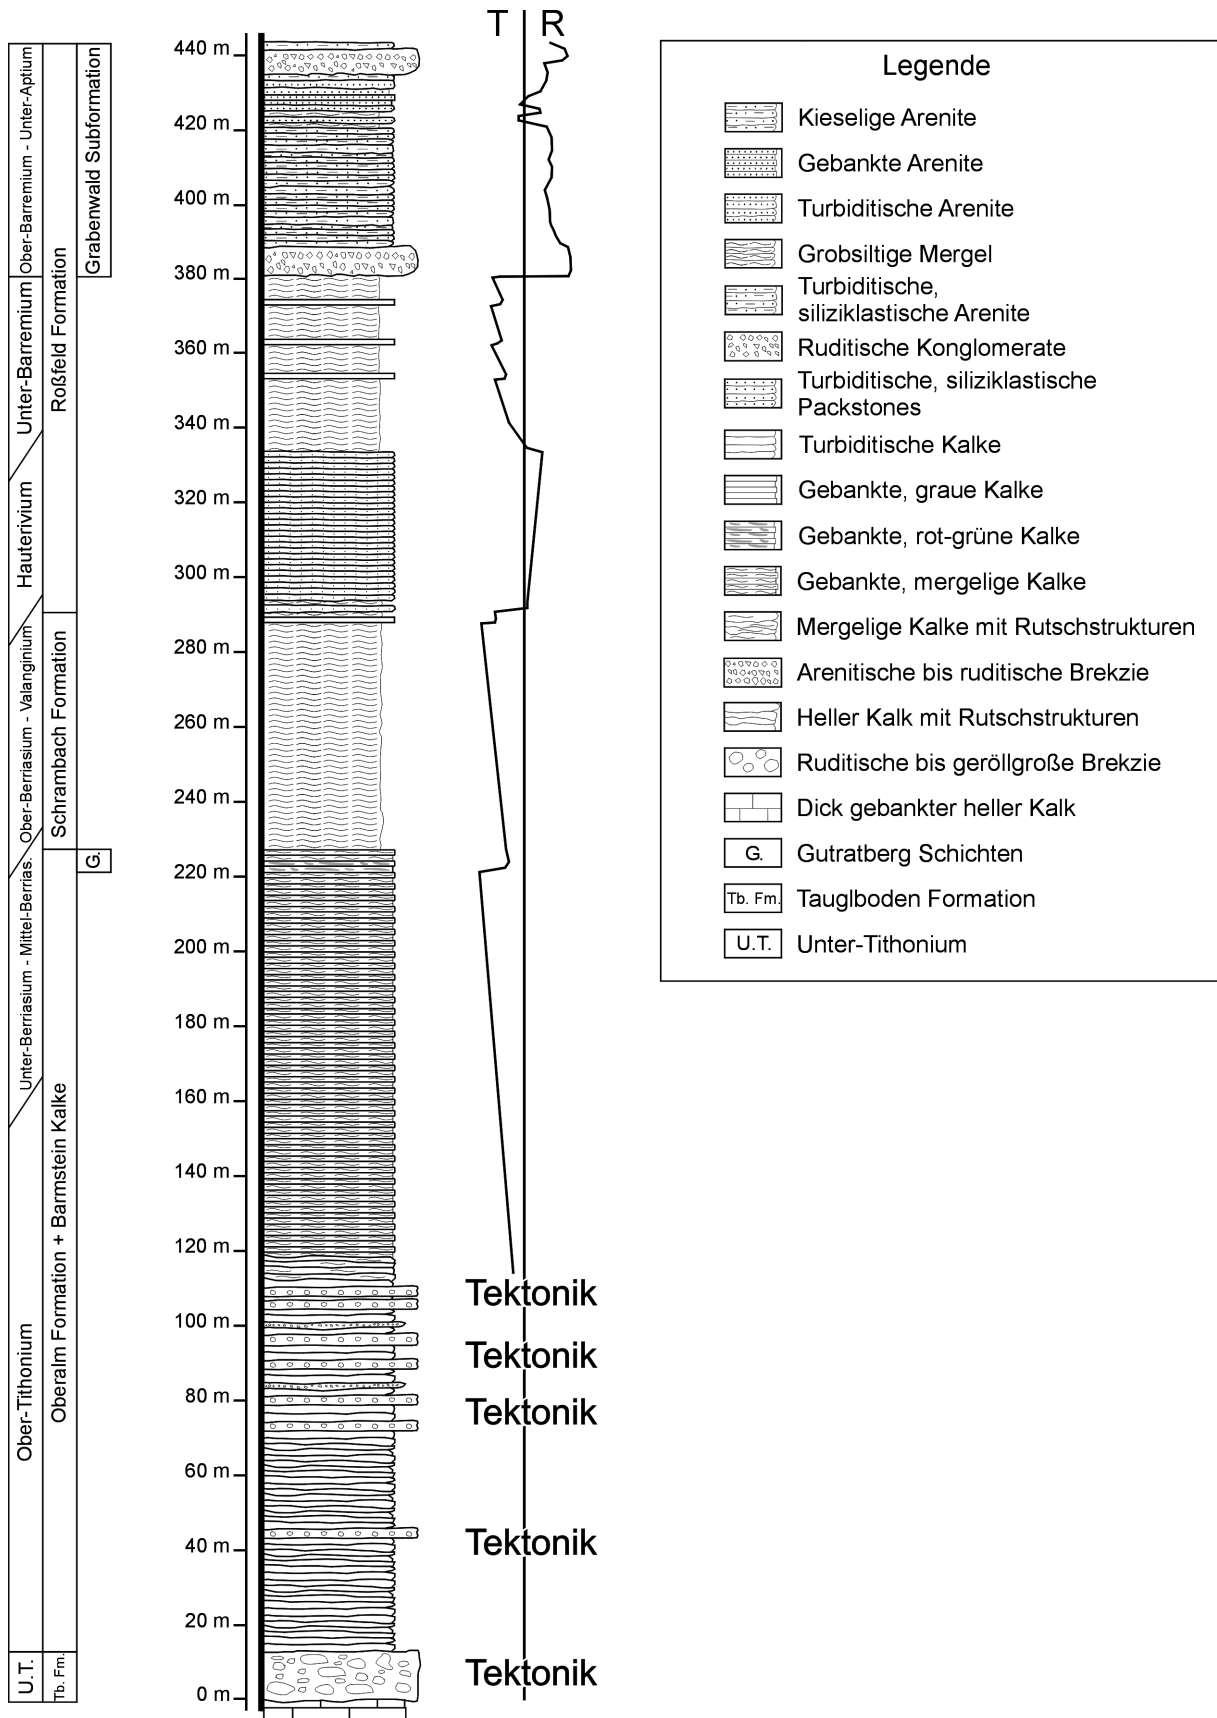 T R
440 m
420 m
400 m
380 m
360 m
340 m
320 m
300 m
280 m
260 m
240 m
220 m
200 m
180 m
160 m
140 m
120 m
100 m
80 m
60 m
40 m
20 m
0 m
Ober-Barremium - Unter-Aptium
Unter-Barremium
Hauterivium
Ober-Berriasium - Valanginium
Unter-Berriasium - Mittel-Berrias.
Ober-Tithonium
U.T.
Roßfeld Formation
Schrambach Formation
Oberalm Formation + Barmstein Kalke
Tb. Fm.
Grabenwald Subformation
G.
Tektonik
Tektonik
Tektonik
Tektonik
Tektonik
Legende
Kieselige Arenite
Gebankte Arenite
Turbiditische Arenite
Grobsiltige Mergel
Turbiditische,
siliziklastische Arenite
Ruditische Konglomerate
Turbiditische, siliziklastische
Packstones
Turbiditische Kalke
Gebankte, graue Kalke
Gebankte, rot-grüne Kalke
Gebankte, mergelige Kalke
Mergelige Kalke mit Rutschstrukturen
Arenitische bis ruditische Brekzie
Heller Kalk mit Rutschstrukturen
Ruditische bis geröllgroße Brekzie
Dick gebankter heller Kalk
G. Gutratberg Schichten
Tb. Fm. Tauglboden Formation
U.T. Unter-Tithonium